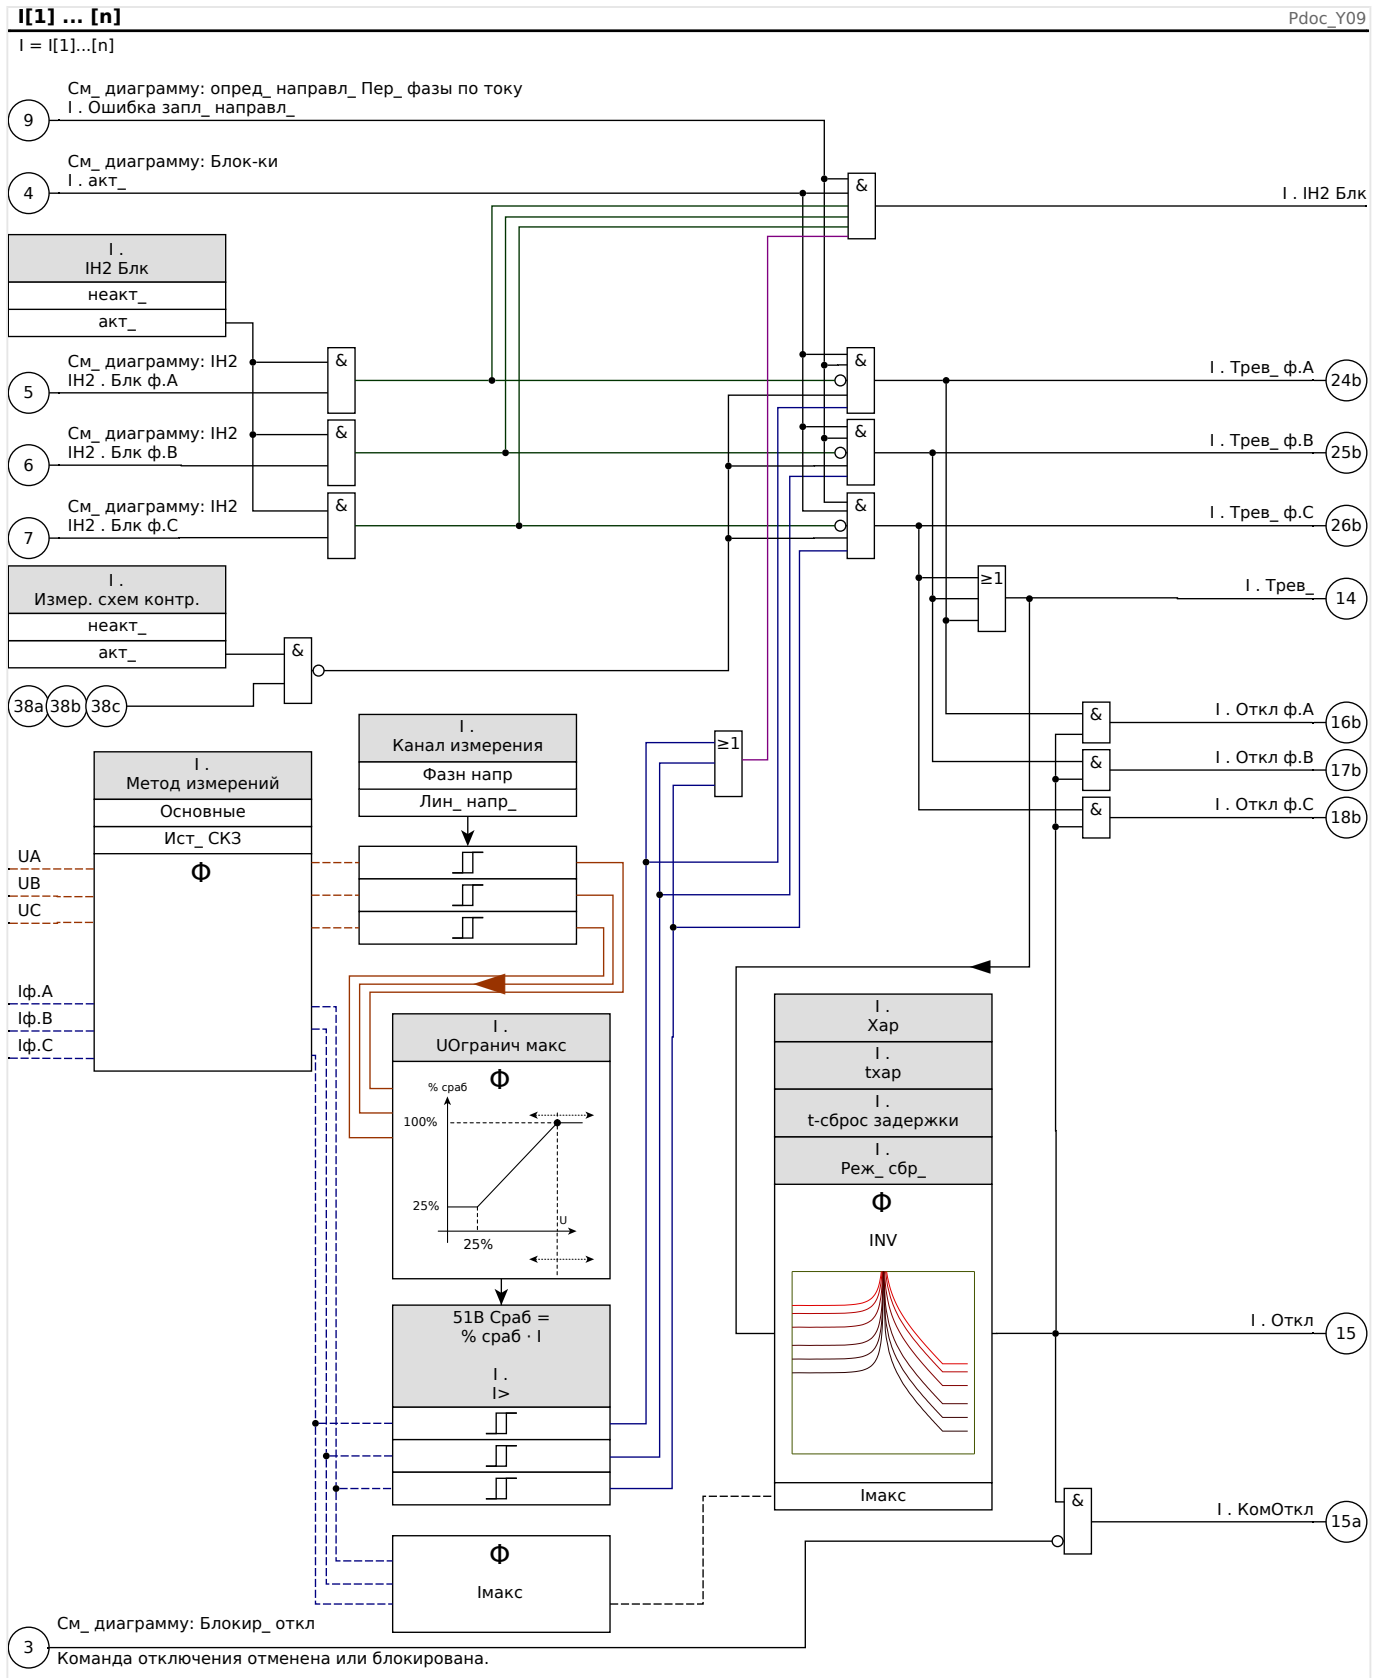 I[1] ... [n]
Pdoc_Y09
I = I[1]...[n]
См_ диаграмму: опред_ направл_ Пер_ фазы по току
I . Ошибка запл_ направл_
9
См_ диаграмму: Блок-ки
I . акт_
4
&
I . IH2 Блк
I .
IH2 Блк
неакт_
акт_
См_ диаграмму: IH2
IH2 . Блк ф.A
5
&
&
I . Трев_ ф.A
24b
См_ диаграмму: IH2
IH2 . Блк ф.B
6
&
&
I . Трев_ ф.B
25b
См_ диаграмму: IH2
IH2 . Блк ф.C
7
&
&
I . Трев_ ф.C
26b
I .
Измер. схем контр.
неакт_
акт_
&
≥1
I . Трев_
14
38a 38b 38c
I .
Канал измерения
Фазн напр
Лин_ напр_
≥1
&
I . Откл ф.A
16b
&
I . Откл ф.B
17b
&
I . Откл ф.C
18b
I .
Метод измерений
Основные
Ист_ СКЗ
Φ
UA
UB
UC
Iф.A
Iф.B
Iф.C
I .
UОгранич макс
Φ
% сраб
100%
25%
U
25%
I .
Хар
I .
tхар
I .
t-сброс задержки
I .
Реж_ сбр_
Φ
INV
Iмакс
51В Сраб =
% сраб · I
I .
I>
I . Откл
15
&
I . КомОткл
15a
Φ
Iмакс
См_ диаграмму: Блокир_ откл
3
Команда отключения отменена или блокирована.